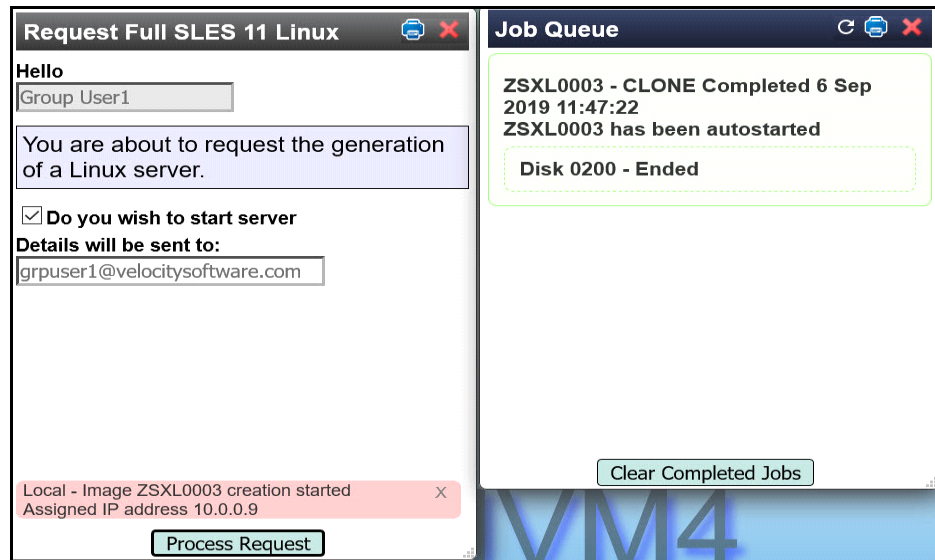 Request Full SLES 11 Linux
Hello
Group User1
You are about to request the generation
of a Linux server.
Do you wish to start server
Details will be sent to:
grpuser1@velocitysoftware.com
Local - Image ZSXL0003 creation started
Assigned IP address 10.0.0.9
X
Process Request
Job Queue
ZSXL0003 - CLONE Completed 6 Sep
2019 11:47:22
ZSXL0003 has been autostarted
Disk 0200 - Ended
Clear Completed Jobs
VM4